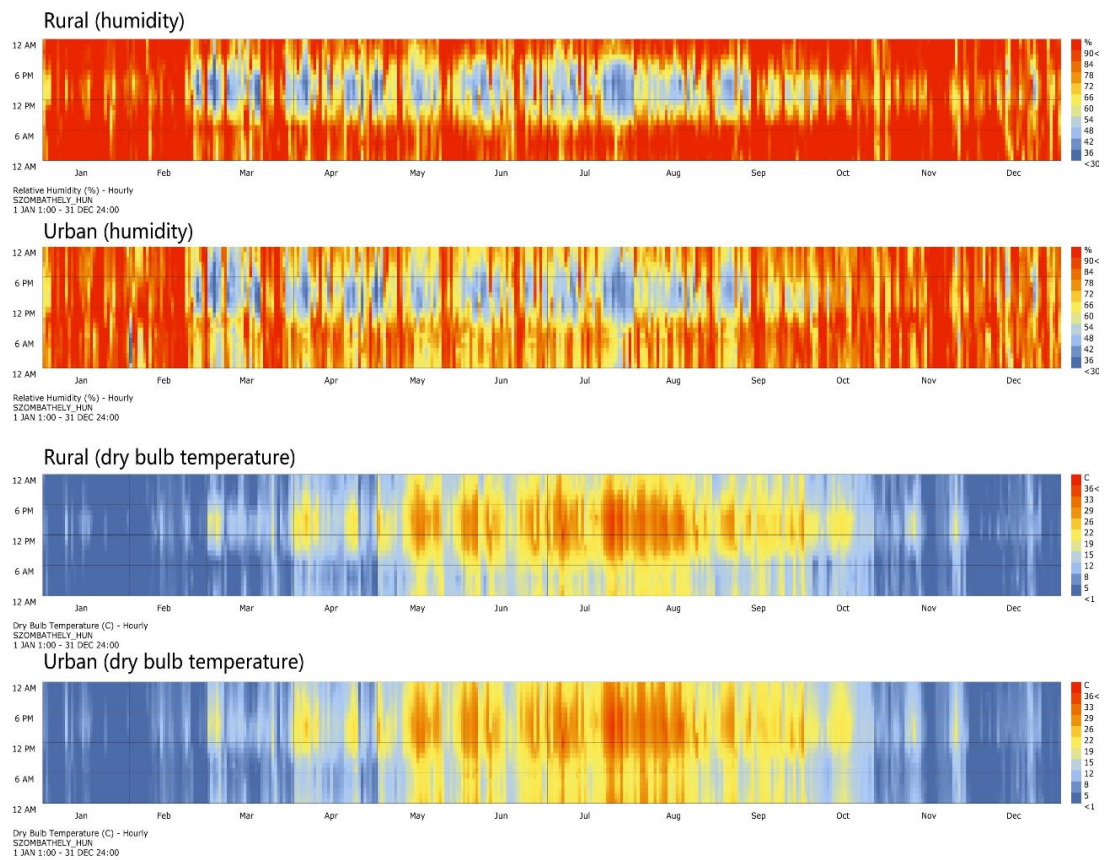 Rural (humidity)
12 AM
6 PM
12 PM
6 AM
12 AM
Jan Feb Mar Apr May Jun Jul Aug Sep Oct Nov Dec
%
90<
84
78
72
66
60
54
48
42
36
<30
Relative Humidity (%) - Hourly
SZOMBATHELY_HUN
1 JAN 1:00 - 31 DEC 24:00
Urban (humidity)
12 AM
6 PM
12 PM
6 AM
12 AM
Jan Feb Mar Apr May Jun Jul Aug Sep Oct Nov Dec
%
90<
84
78
72
66
60
54
48
42
36
<30
Relative Humidity (%) - Hourly
SZOMBATHELY_HUN
1 JAN 1:00 - 31 DEC 24:00
Rural (dry bulb temperature)
12 AM
6 PM
12 PM
6 AM
12 AM
Jan Feb Mar Apr May Jun Jul Aug Sep Oct Nov Dec
C
36<
33
29
26
22
19
15
12
8
5
<1
Dry Bulb Temperature (C) - Hourly
SZOMBATHELY_HUN
1 JAN 1:00 - 31 DEC 24:00
Urban (dry bulb temperature)
12 AM
6 PM
12 PM
6 AM
12 AM
Jan Feb Mar Apr May Jun Jul Aug Sep Oct Nov Dec
C
36<
33
29
26
22
19
15
12
8
5
<1
Dry Bulb Temperature (C) - Hourly
SZOMBATHELY_HUN
1 JAN 1:00 - 31 DEC 24:00